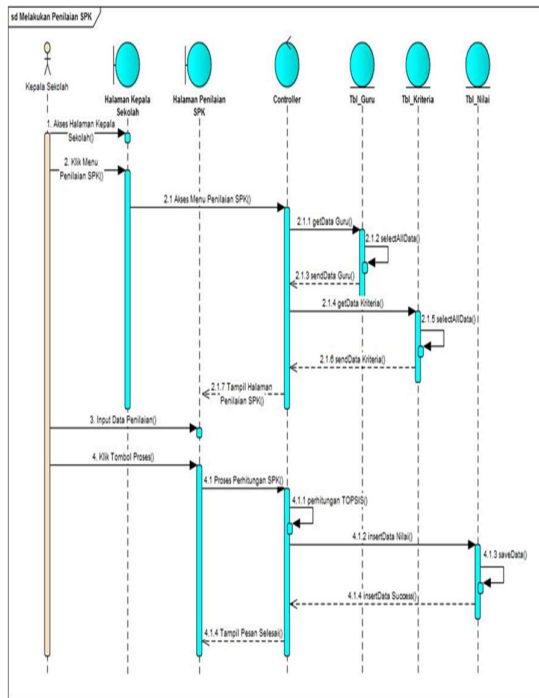 sd Melakukan Penilaian SPK
Kepala Sekolah
Halaman Kepala
Sekolah
Halaman Penilaian
SPK
Controller
Tbl_Guru
Tbl_Kriteria
Tbl_Nilai
1. Akses Halaman Kepala
Sekolah()
2. Klik Menu
Penilaian SPK()
2.1 Akses Menu Penilaian SPK()
2.1.1 getData Guru()
2.1.2 selectAllData()
2.1.3 sendData Guru()
2.1.4 getData Kriteria()
2.1.5 selectAllData()
2.1.6 sendData Kriteria()
2.1.7 Tampil Halaman
Penilaian SPK()
3. Input Data Penilaian()
4. Klik Tombol Proses()
4.1 Proses Perhitungan SPK()
4.1.1 perhitungan TOPSIS()
4.1.2 insertData Nilai()
4.1.3 saveData()
4.1.4 insertData Success()
4.1.4 Tampil Pesan Selesai()